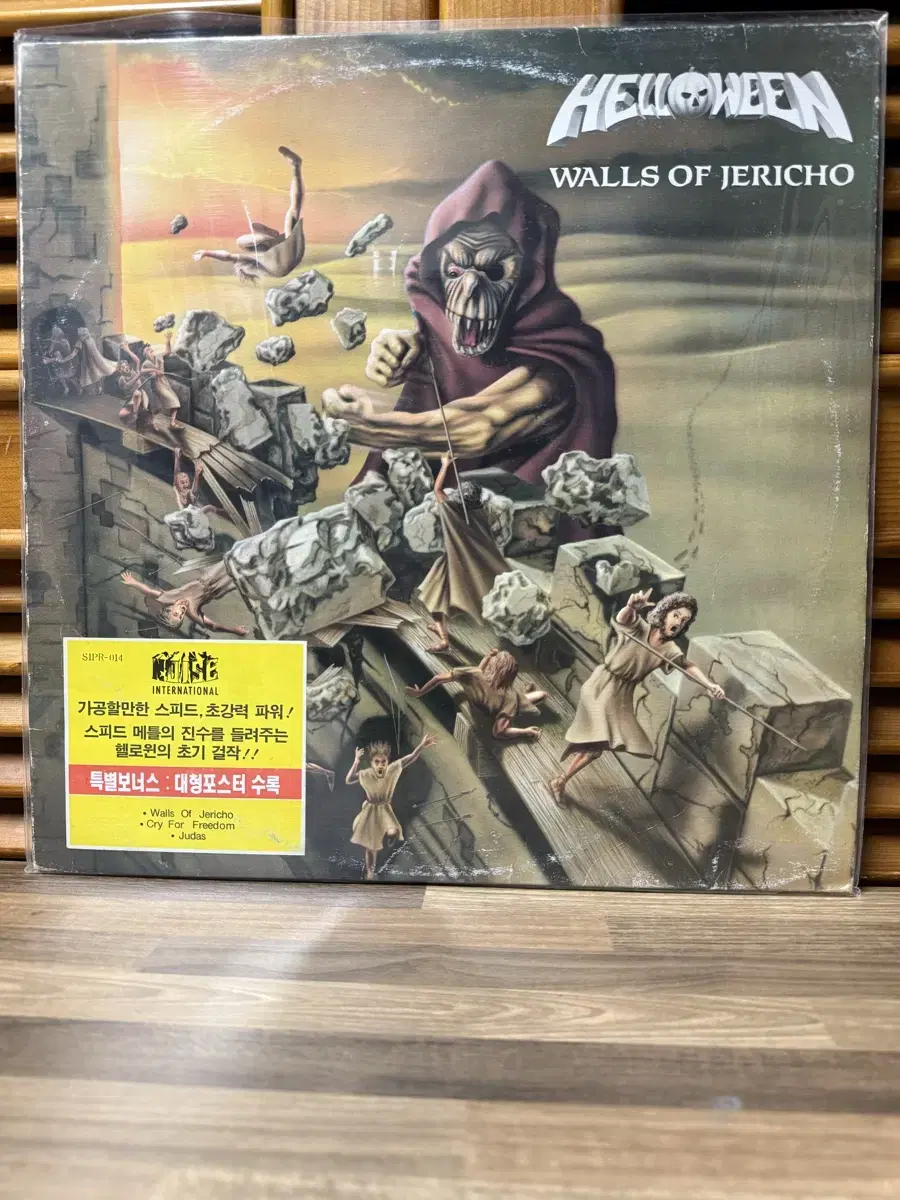 HELLOWEEN
WALLS OF JERICHO
SIPR-014
NOISE
INTERNATIONAL
가공할만한 스피드, 초강력 파워!
스피드 메틀의 진수를 들려주는
헬로윈의 초기 걸작!!
특별보너스 : 대형포스터 수록
• Walls Of Jericho
• Cry For Freedom
• Judas